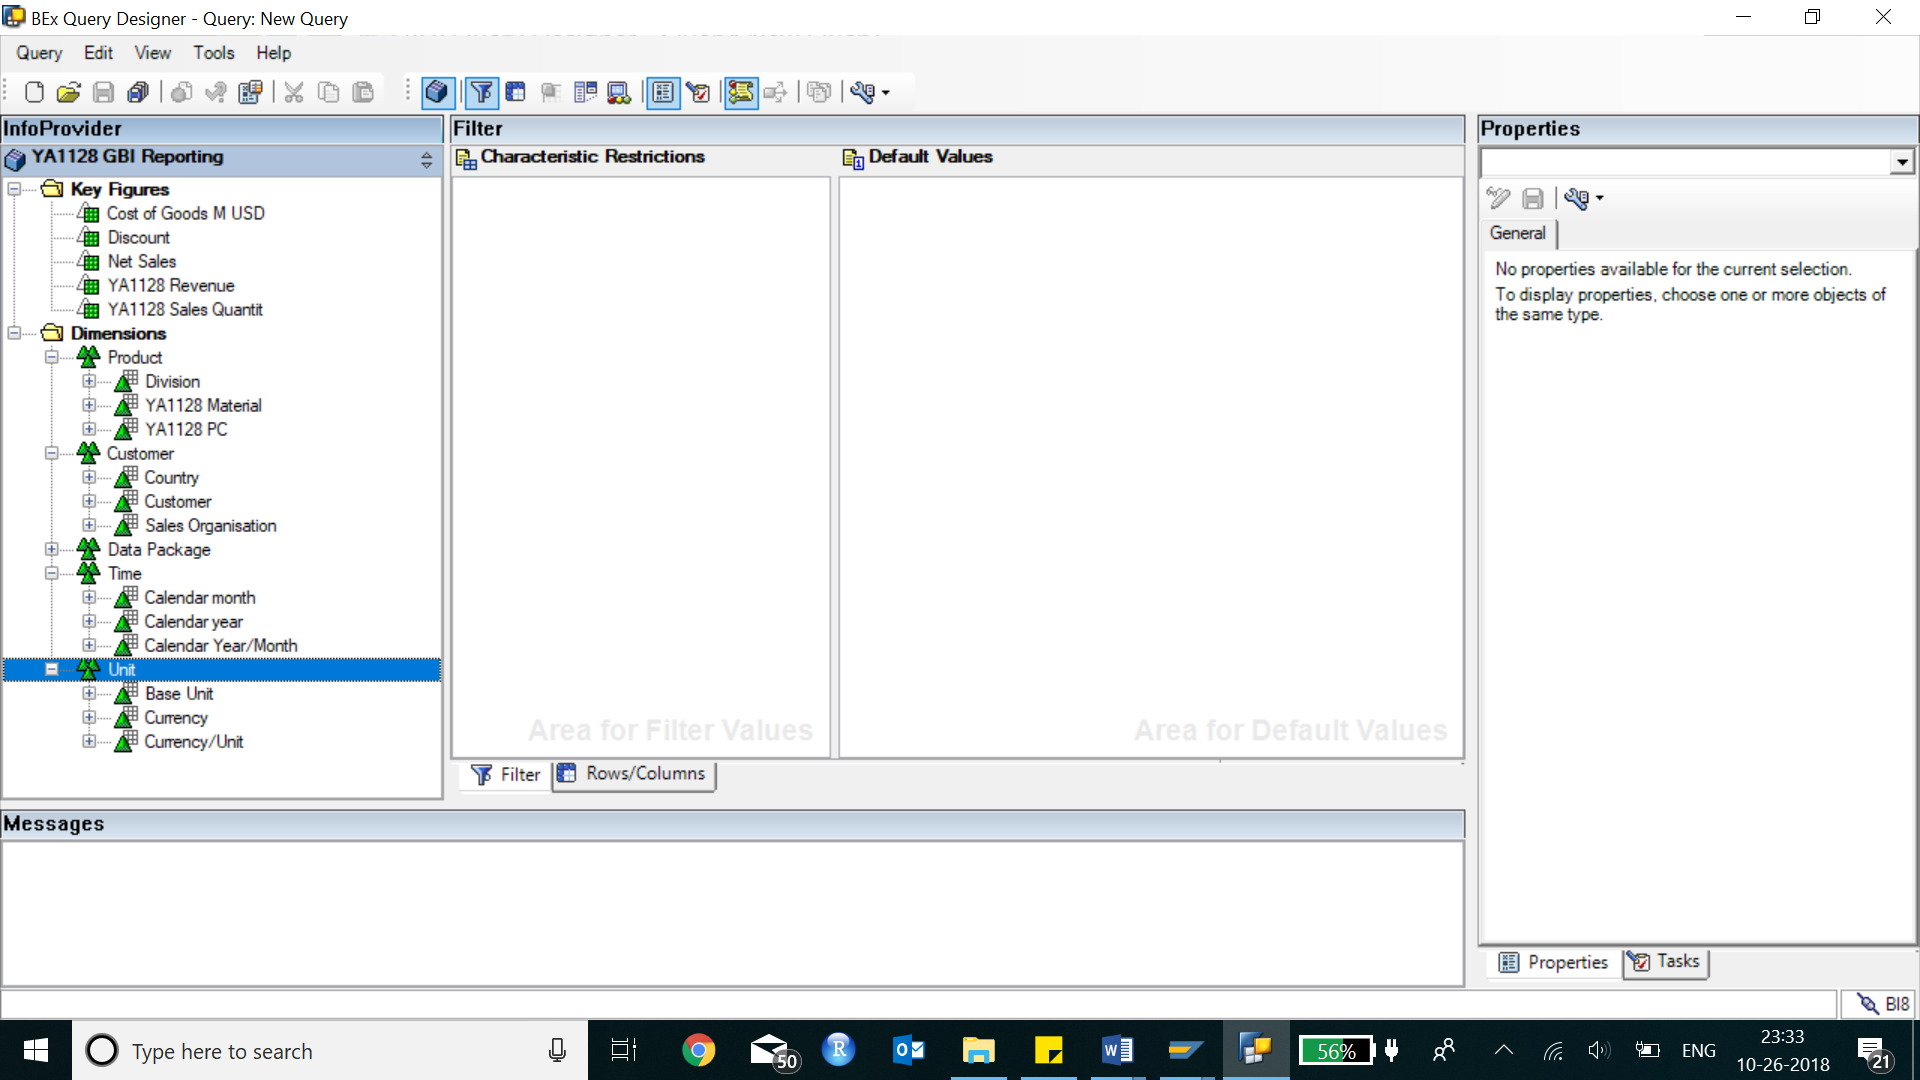 BEx Query Designer - Query: New Query
Query Edit View Tools Help
InfoProvider
YA1128 GBI Reporting
Key Figures
Cost of Goods M USD
Discount
Net Sales
YA1128 Revenue
YA1128 Sales Quantit
Dimensions
Product
Division
YA1128 Material
YA1128 PC
Customer
Country
Customer
Sales Organisation
Data Package
Time
Calendar month
Calendar year
Calendar Year/Month
Unit
Base Unit
Currency
Currency/Unit
Filter
Characteristic Restrictions
Default Values
Area for Filter Values
Area for Default Values
Filter
Rows/Columns
Properties
General
No properties available for the current selection.
To display properties, choose one or more objects of
the same type.
Properties
Tasks
Messages
BI8
Type here to search
50
R
56%
ENG
23:33
10-26-2018
21